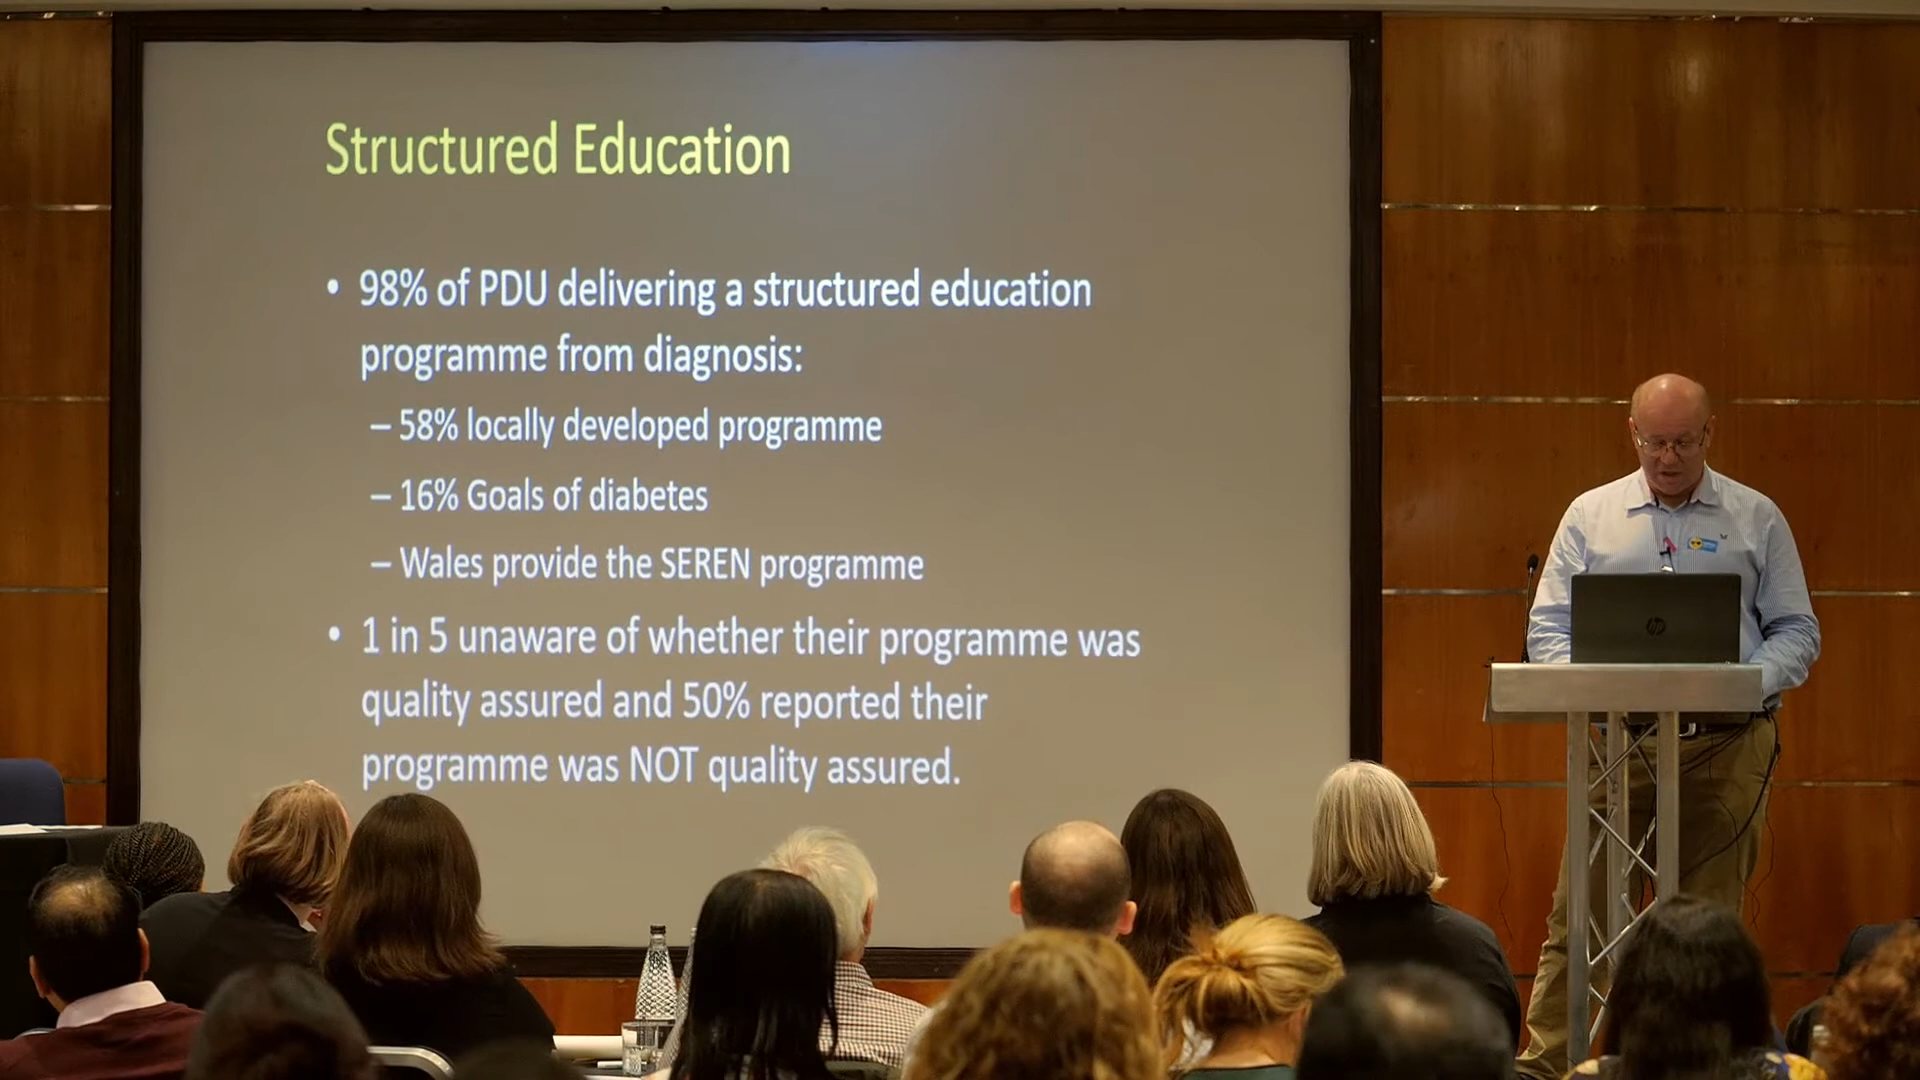 Structured Education
• 98% of PDU delivering a structured education
programme from diagnosis:
– 58% locally developed programme
– 16% Goals of diabetes
– Wales provide the SEREN programme
• 1 in 5 unaware of whether their programme was
quality assured and 50% reported their
programme was NOT quality assured.
hp